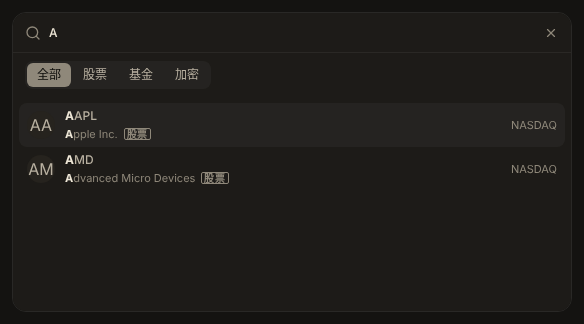 A
全部 股票 基金 加密
AA AAPL
Apple Inc. 股票 NASDAQ
AM AMD
Advanced Micro Devices 股票 NASDAQ